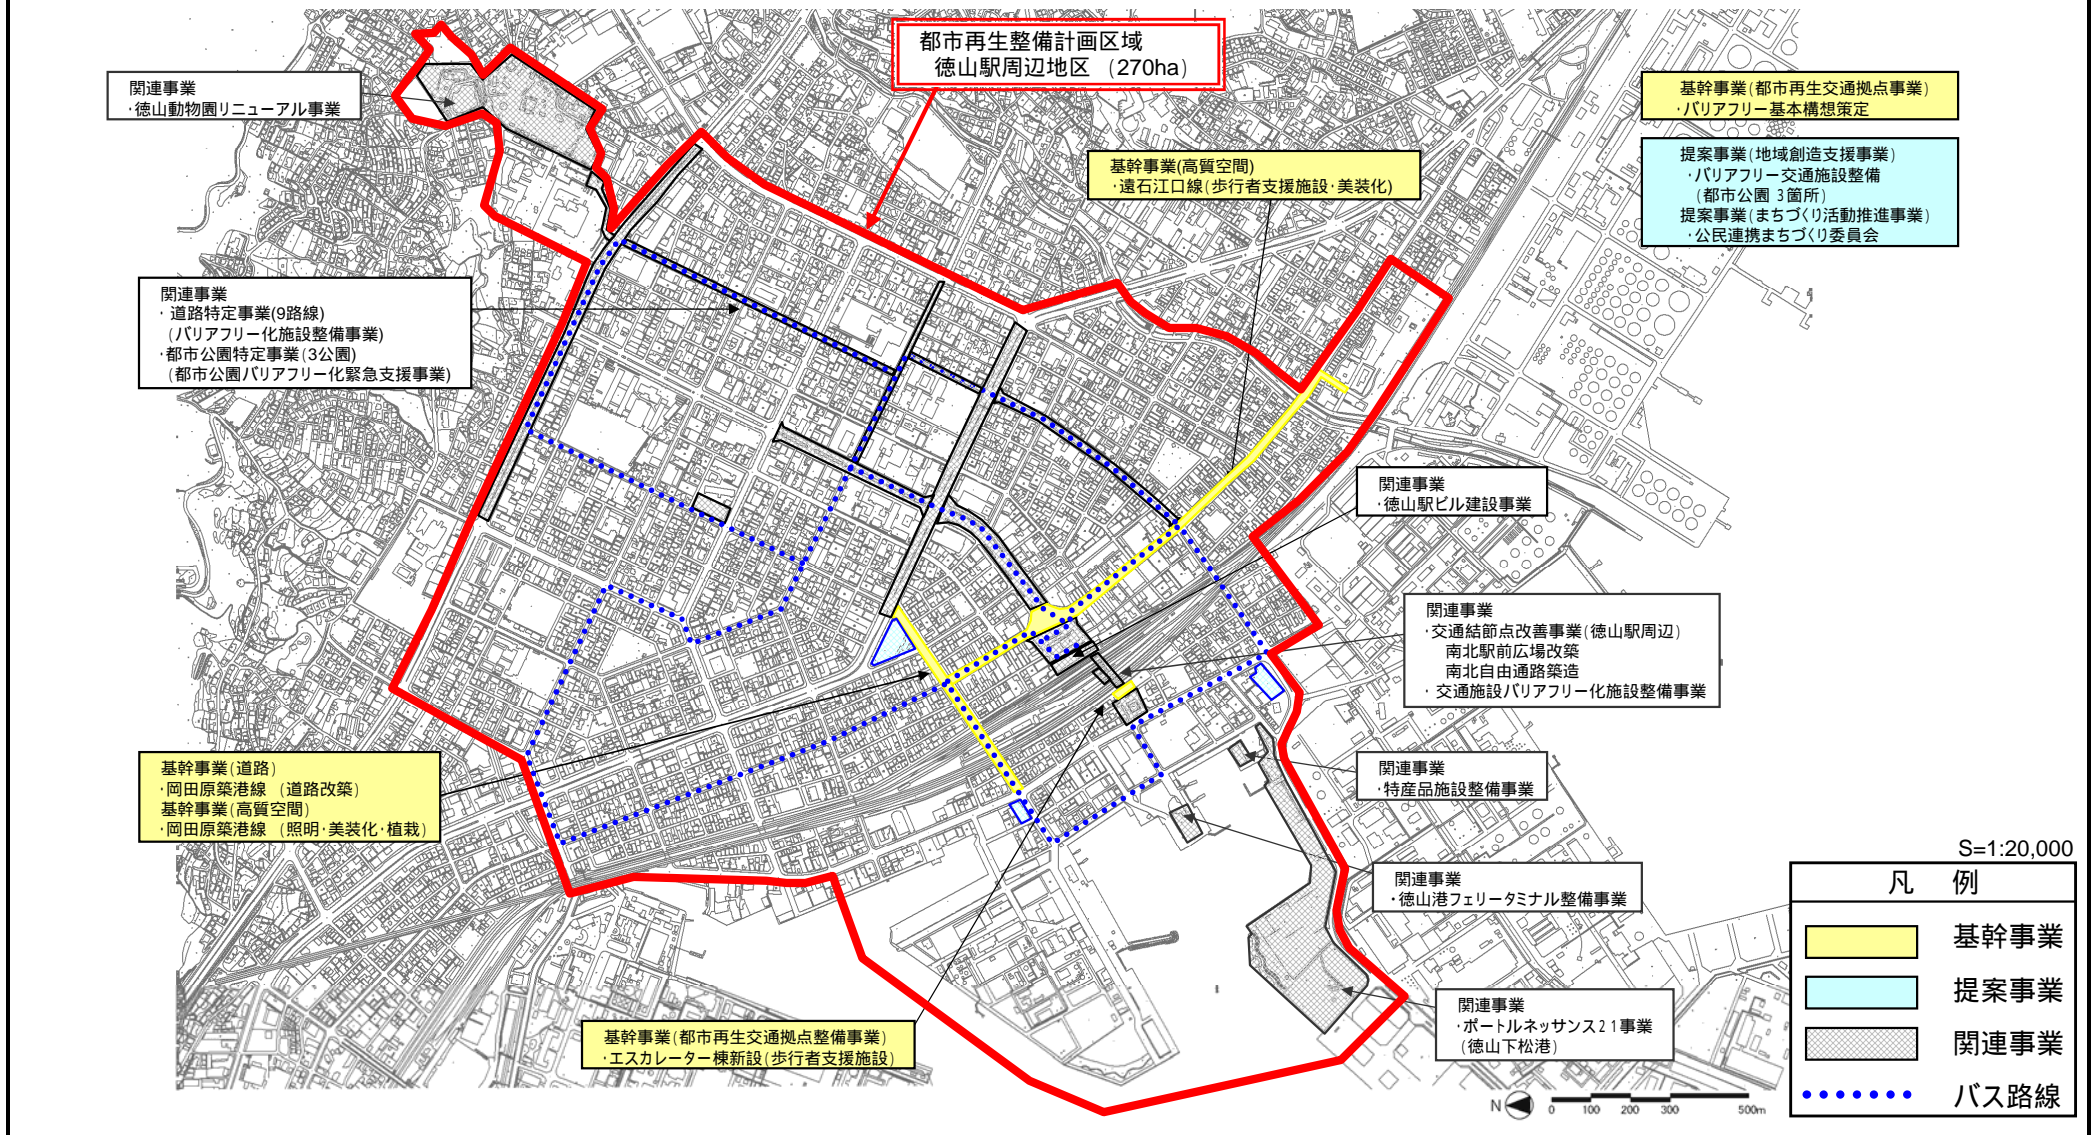 都市再生整備計画区域
徳山駅周辺地区 (270ha)
関連事業
・徳山動物園リニューアル事業
基幹事業(都市再生交通拠点事業)
・バリアフリー基本構想策定
提案事業(地域創造支援事業)
・バリアフリー交通施設整備
(都市公園 3箇所)
提案事業(まちづくり活動推進事業)
・公民連携まちづくり委員会
基幹事業(高質空間)
・遠石江口線(歩行者支援施設・美装化)
関連事業
・道路特定事業(9路線)
(バリアフリー化施設整備事業)
・都市公園特定事業(3公園)
(都市公園バリアフリー化緊急支援事業)
関連事業
・徳山駅ビル建設事業
関連事業
・交通結節点改善事業(徳山駅周辺)
南北駅前広場改築
南北自由通路築造
・交通施設バリアフリー化施設整備事業
基幹事業(道路)
・岡田原築港線 (道路改築)
基幹事業(高質空間)
・岡田原築港線 (照明・美装化・植栽)
関連事業
・特産品施設整備事業
関連事業
・徳山港フェリータミナル整備事業
関連事業
・ポートルネッサンス21事業
(徳山下松港)
基幹事業(都市再生交通拠点整備事業)
・エスカレーター棟新設(歩行者支援施設)
S=1:20,000
凡 例
基幹事業
提案事業
関連事業
バス路線
N
0 100 200 300 500m